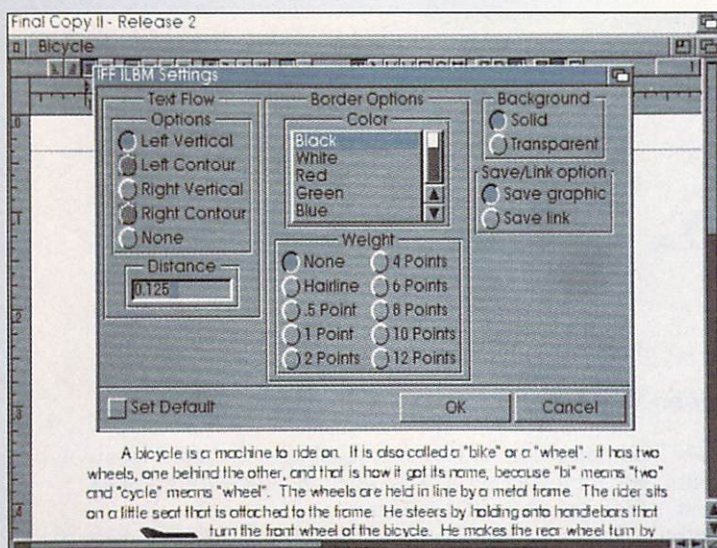 Final Copy II - Release 2
Bicycle
IFF ILBM Settings
Text Flow
Options
Left Vertical
Left Contour
Right Vertical
Right Contour
None
Distance
0.125
Border Options
Color
Black
White
Red
Green
Blue
Weight
None
4 Points
Hairline
6 Points
.5 Point
8 Points
1 Point
10 Points
2 Points
12 Points
Background
Solid
Transparent
Save/Link option
Save graphic
Save link
Set Default
OK
Cancel
0
1
2
3
4
A bicycle is a machine to ride on. It is also called a "bike" or a "wheel". It has two
wheels, one behind the other, and that is how it got its name, because "bi" means "two"
and "cycle" means "wheel". The wheels are held in line by a metal frame. The rider sits
on a little seat that is attached to the frame. He steers by holding onto handlebars that
turn the front wheel of the bicycle. He makes the rear wheel turn by